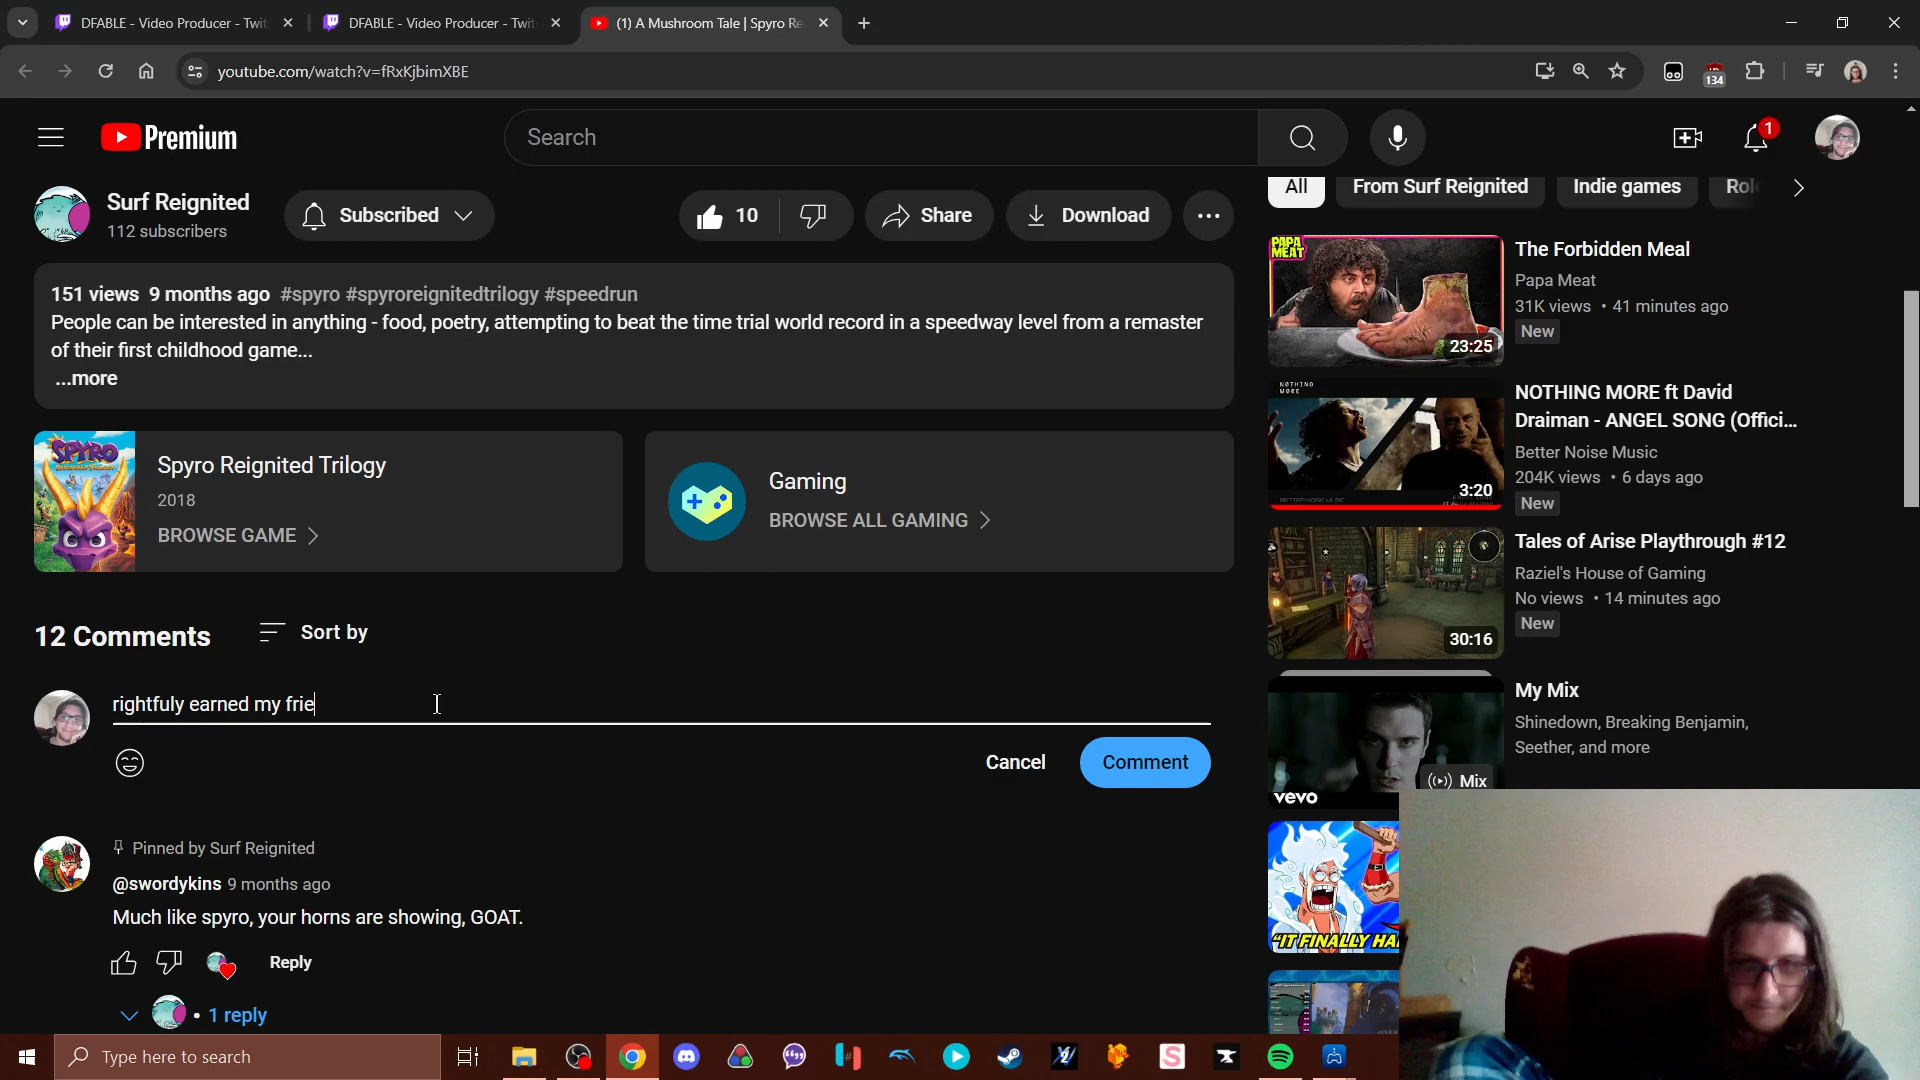 DFABLE - Video Producer - Twit
DFABLE - Video Producer - Twit
(1) A Mushroom Tale | Spyro Re
youtube.com/watch?v=fRxKjbimXBE
134
Premium
Search
1
Surf Reignited
112 subscribers
Subscribed
10
Share
Download
All
From Surf Reignited
Indie games
Role
151 views 9 months ago #spyro #spyroreignitedtrilogy #speedrun
People can be interested in anything - food, poetry, attempting to beat the time trial world record in a speedway level from a remaster
of their first childhood game...
...more
SPYRO
Spyro Reignited Trilogy
2018
BROWSE GAME
Gaming
BROWSE ALL GAMING
12 Comments
Sort by
rightfuly earned my frie
Cancel
Comment
Pinned by Surf Reignited
@swordykins 9 months ago
Much like spyro, your horns are showing, GOAT.
Reply
1 reply
PAPA
MEAT
23:25
The Forbidden Meal
Papa Meat
31K views • 41 minutes ago
New
NOTHING
MORE
3:20
NOTHING MORE ft David
Draiman - ANGEL SONG (Offici...
Better Noise Music
204K views • 6 days ago
New
30:16
Tales of Arise Playthrough #12
Raziel's House of Gaming
No views • 14 minutes ago
New
vevo
Mix
My Mix
Shinedown, Breaking Benjamin,
Seether, and more
"IT FINALLY HA
Type here to search